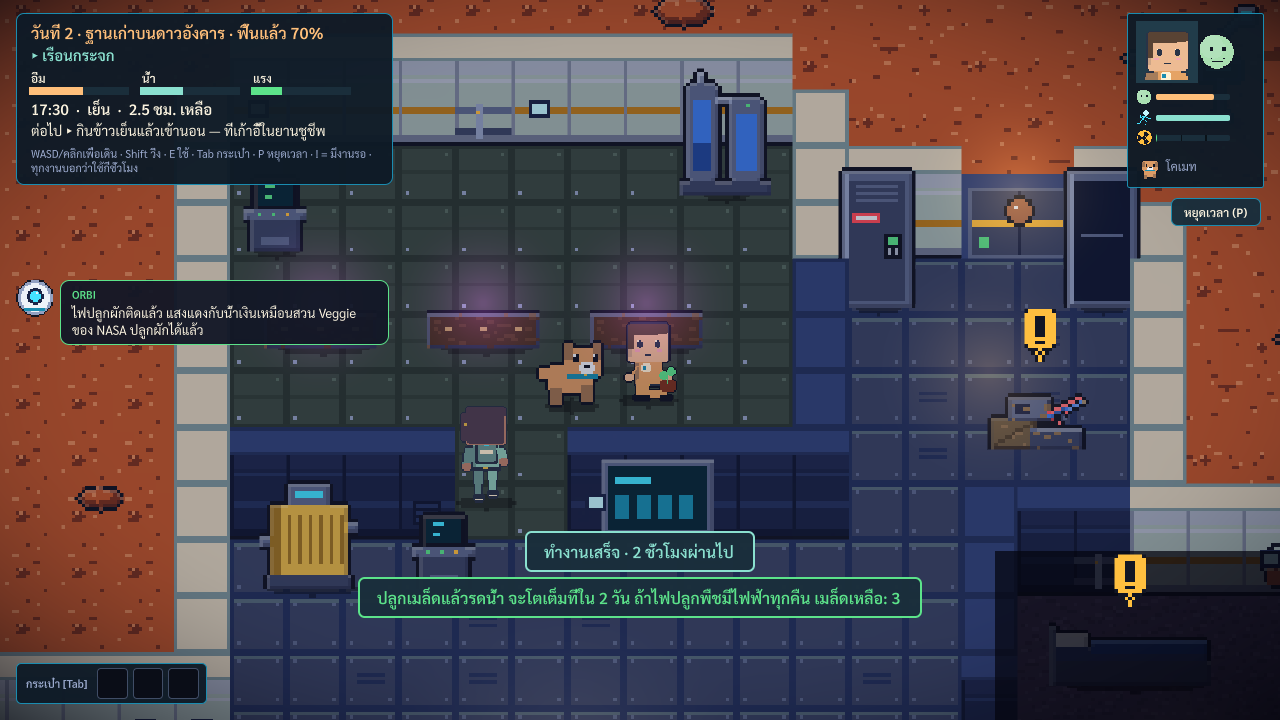 วันที่ 2 · ฐานเก่าบนดาวอังคาร · ฟื้นแล้ว 70%
‣ เรือนกระจก
อิ่ม น้ำ แรง
17:30 · เย็น · 2.5 ชม. เหลือ
ต่อไป ‣ กินข้าวเย็นแล้วเข้านอน — ที่เก้าอี้ในยานชูชีพ
WASD/คลิกเพื่อเดิน · Shift วิ่ง · E ใช้ · Tab กระเป๋า · P หยุดเวลา · ! = มีงานรอ ·
ทุกงานบอกว่าใช้กี่ชั่วโมง
โคเมท
หยุดเวลา (P)
ORBI
ไฟปลูกผักติดแล้ว แสงแดงกับน้ำเงินเหมือนสวน Veggie
ของ NASA ปลูกผักได้แล้ว
ทำงานเสร็จ · 2 ชั่วโมงผ่านไป
ปลูกเมล็ดแล้วรดน้ำ จะโตเต็มที่ใน 2 วัน ถ้าไฟปลูกพืชมีไฟฟ้าทุกคืน เมล็ดเหลือ: 3
กระเป๋า [Tab]